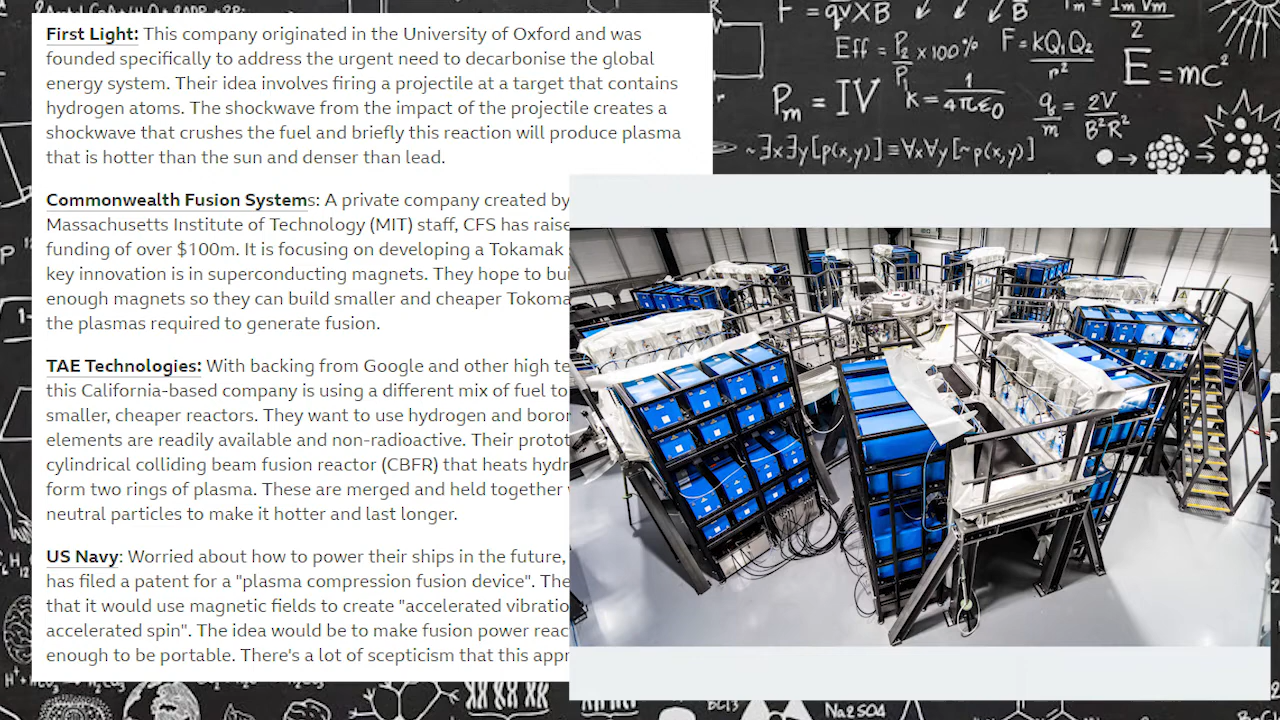 First Light: This company originated in the University of Oxford and was
founded specifically to address the urgent need to decarbonise the global
energy system. Their idea involves firing a projectile at a target that contains
hydrogen atoms. The shockwave from the impact of the projectile creates a
shockwave that crushes the fuel and briefly this reaction will produce plasma
that is hotter than the sun and denser than lead.
Commonwealth Fusion Systems: A private company created by
Massachusetts Institute of Technology (MIT) staff, CFS has raise
funding of over $100m. It is focusing on developing a Tokamak
key innovation is in superconducting magnets. They hope to bui
enough magnets so they can build smaller and cheaper Tokoma
the plasmas required to generate fusion.
TAE Technologies: With backing from Google and other high te
this California-based company is using a different mix of fuel to
smaller, cheaper reactors. They want to use hydrogen and boror
elements are readily available and non-radioactive. Their protot
cylindrical colliding beam fusion reactor (CBFR) that heats hydr
form two rings of plasma. These are merged and held together
neutral particles to make it hotter and last longer.
US Navy: Worried about how to power their ships in the future,
has filed a patent for a "plasma compression fusion device". The
that it would use magnetic fields to create "accelerated vibratio
accelerated spin". The idea would be to make fusion power reac
enough to be portable. There's a lot of scepticism that this appr
F = qVXB
B
Eff = P2/P1 x 100%
F = kQ1Q2/r²
E = mc²
Pm = IV
k = 1/4πε0
q/m = 2V/B²R²
~∃x∃y[p(x,y)] ≡ ∀x∀y[~p(x,y)]
Na2SO4